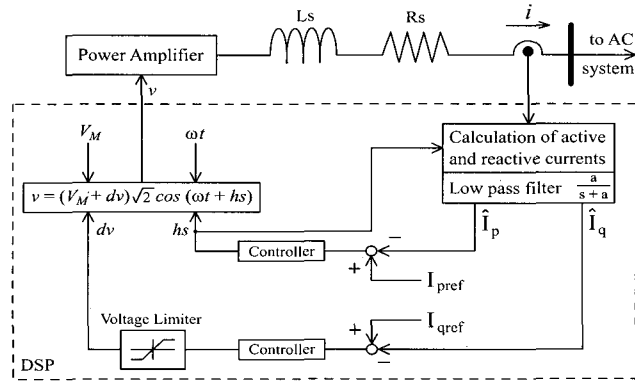 Ls
Rs
i
Power Amplifier
to AC
system
v
V_M
ωt
Calculation of active
and reactive currents
Low pass filter a/(s + a)
v = (V_M + dv) √2 cos (ωt + hs)
dv
hs
Î_p
Î_q
Controller
−
+
I_pref
Voltage Limiter
I_qref
+
Controller
−
DSP